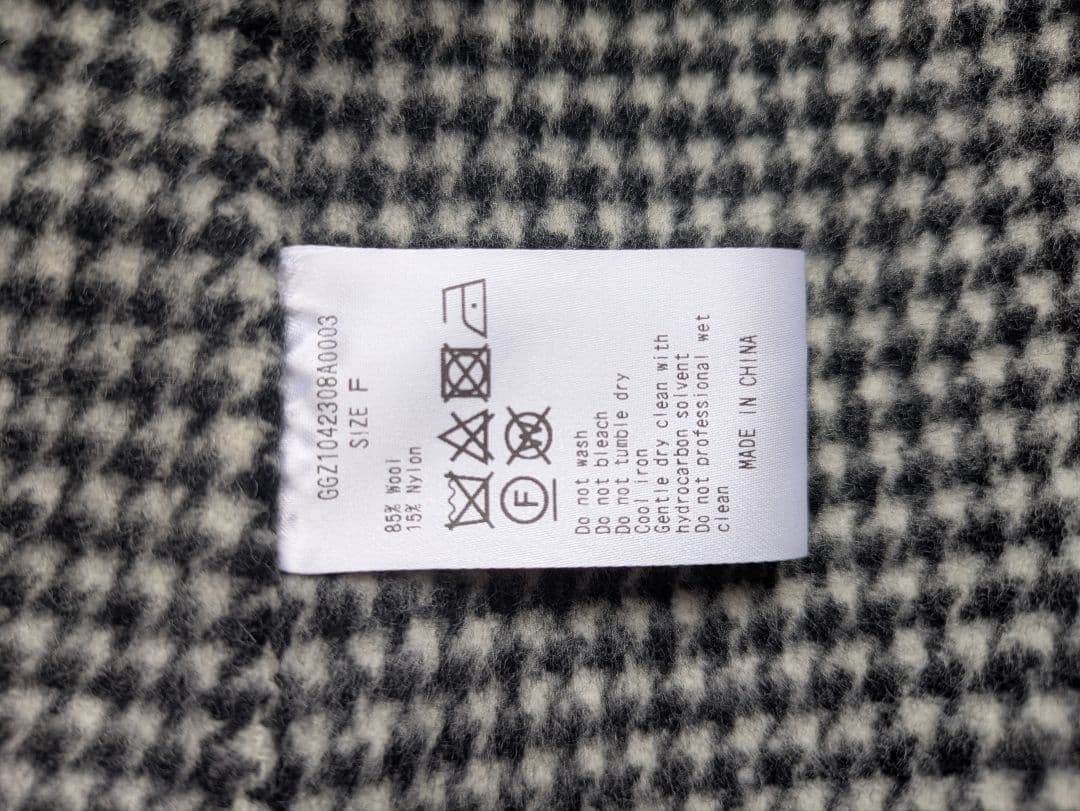 GGZ1042308A0003
SIZE F
85% Wool
15% Nylon
F W
Do not wash
Do not bleach
Do not tumble dry
Cool iron
Gentle dry clean with
hydrocarbon solvent
Do not professional wet
clean
MADE IN CHINA